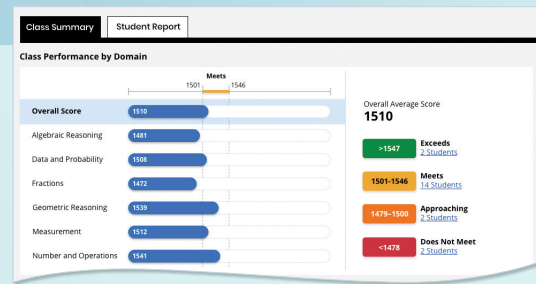 Class Summary
Student Report
Class Performance by Domain
Meets
1501
1546
Overall Score
1510
Algebraic Reasoning
1481
Data and Probability
1508
Fractions
1472
Geometric Reasoning
1539
Measurement
1512
Number and Operations
1541
Overall Average Score
1510
>1547
Exceeds
2 Students
1501-1546
Meets
14 Students
1479–1500
Approaching
2 Students
<1478
Does Not Meet
2 Students